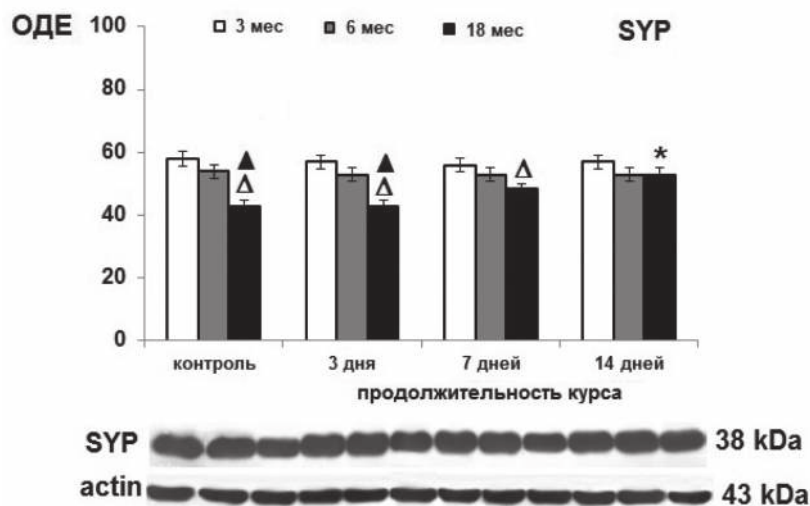 ОДЕ
□ 3 мес ■ 6 мес ■ 18 мес
SYP
100
80
60
40
20
0
▲
Δ
▲
Δ
Δ
*
контроль 3 дня 7 дней 14 дней
продолжительность курса
SYP 38 kDa
actin 43 kDa